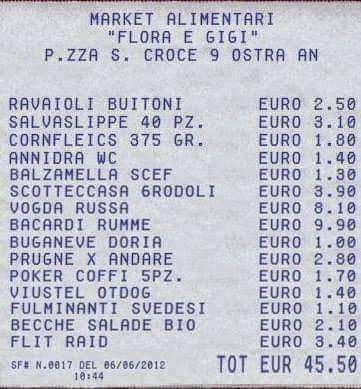 MARKET ALIMENTARI
"FLORA E GIGI"
P.ZZA S. CROCE 9 OSTRA AN
RAVAIOLI BUITONI EURO 2.50
SALVASLIPPE 40 PZ. EURO 3.10
CORNFLEICS 375 GR. EURO 1.80
ANNIDRA WC EURO 1.40
BALZAMELLA SCEF EURO 1.30
SCOTTECCASA 6RODOLI EURO 3.90
VOGDA RUSSA EURO 8.10
BACARDI RUMME EURO 9.90
BUGANEVE DORIA EURO 1.00
PRUGNE X ANDARE EURO 2.80
POKER COFFI 5PZ. EURO 1.70
VIUSTEL OTDOG EURO 1.40
FULMINANTI SVEDESI EURO 1.10
BECCHE SALADE BIO EURO 2.10
FLIT RAID EURO 3.40
SF# N.0017 DEL 06/06/2012 TOT EUR 45.50
10:44